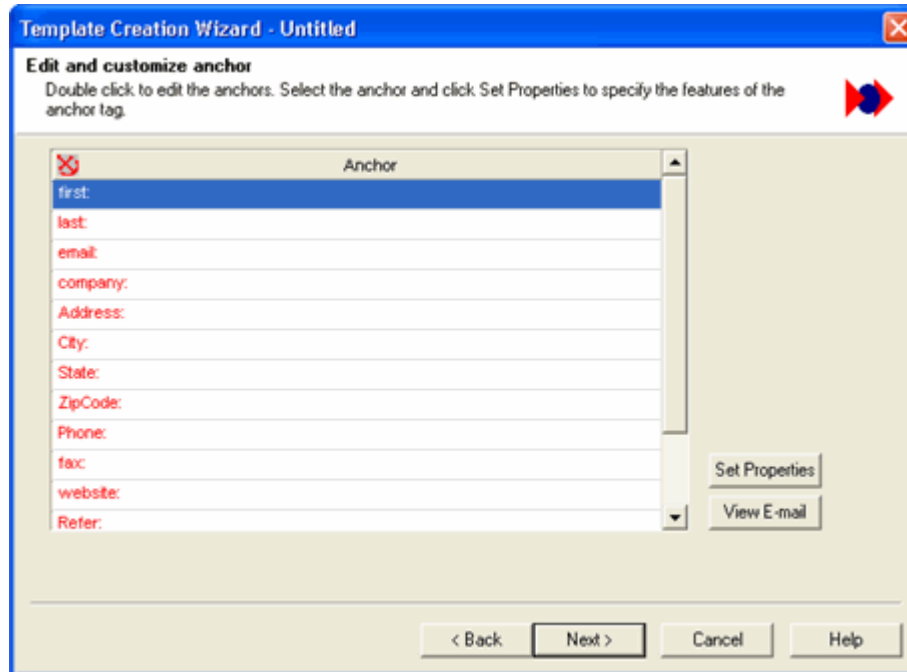 Template Creation Wizard - Untitled
Edit and customize anchor
Double click to edit the anchors. Select the anchor and click Set Properties to specify the features of the
anchor tag.
Anchor
first:
last:
email:
company:
Address:
City:
State:
ZipCode:
Phone:
fax:
website:
Refer:
Set Properties
View E-mail
< Back
Next >
Cancel
Help